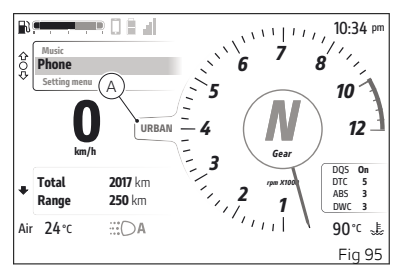 10:34 pm
Music
Phone
Setting menu
A
0
km/h
URBAN
1
2
3
4
5
6
7
8
10
12
N
Gear
rpm X1000
Total 2017 km
Range 250 km
DQS On
DTC 5
ABS 3
DWC 3
Air 24 °C
A
90 °C
Fig 95